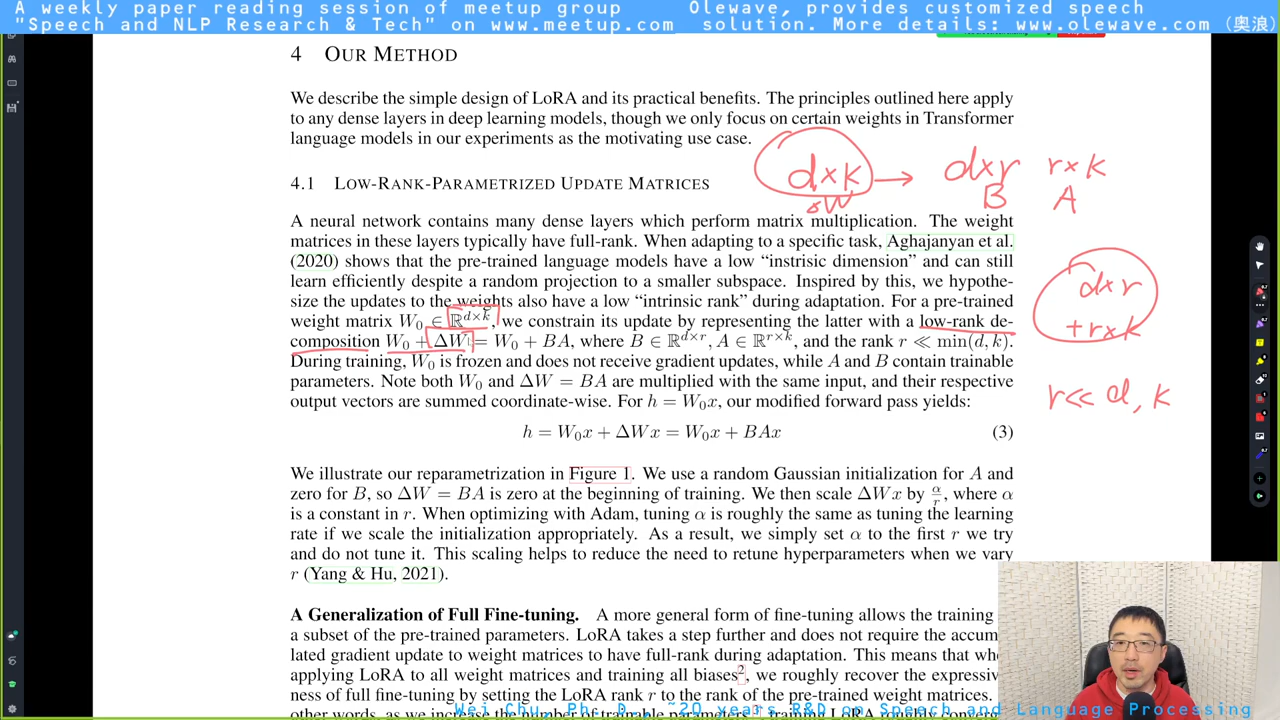 A weekly paper reading session of meetup group
"Speech and NLP Research & Tech" on www.meetup.com
Olewave, provides customized speech
solution. More details: www.olewave.com (奥浪)
4 OUR METHOD
We describe the simple design of LoRA and its practical benefits. The principles outlined here apply
to any dense layers in deep learning models, though we only focus on certain weights in Transformer
language models in our experiments as the motivating use case.
d×k → d×r r×k
ΔW B A
4.1 LOW-RANK-PARAMETRIZED UPDATE MATRICES
A neural network contains many dense layers which perform matrix multiplication. The weight
matrices in these layers typically have full-rank. When adapting to a specific task, Aghajanyan et al.
(2020) shows that the pre-trained language models have a low "instrisic dimension" and can still
learn efficiently despite a random projection to a smaller subspace. Inspired by this, we hypothe-
size the updates to the weights also have a low "intrinsic rank" during adaptation. For a pre-trained
weight matrix W₀ ∈ ℝ^{d×k}, we constrain its update by representing the latter with a low-rank de-
composition W₀ + ΔW = W₀ + BA, where B ∈ ℝ^{d×r}, A ∈ ℝ^{r×k}, and the rank r ≪ min(d, k).
During training, W₀ is frozen and does not receive gradient updates, while A and B contain trainable
parameters. Note both W₀ and ΔW = BA are multiplied with the same input, and their respective
output vectors are summed coordinate-wise. For h = W₀x, our modified forward pass yields:
d×r
+r×k
r<< d, k
h = W₀x + ΔWx = W₀x + BAx (3)
We illustrate our reparametrization in Figure 1. We use a random Gaussian initialization for A and
zero for B, so ΔW = BA is zero at the beginning of training. We then scale ΔWx by α/r, where α
is a constant in r. When optimizing with Adam, tuning α is roughly the same as tuning the learning
rate if we scale the initialization appropriately. As a result, we simply set α to the first r we try
and do not tune it. This scaling helps to reduce the need to retune hyperparameters when we vary
r (Yang & Hu, 2021).
A Generalization of Full Fine-tuning. A more general form of fine-tuning allows the training
a subset of the pre-trained parameters. LoRA takes a step further and does not require the accum
lated gradient update to weight matrices to have full-rank during adaptation. This means that wh
applying LoRA to all weight matrices and training all biases², we roughly recover the expressiv
ness of full fine-tuning by setting the LoRA rank r to the rank of the pre-trained weight matrices.
other words, as we increase the number of trainable parameters ³, training LoRA roughly converg
Wei Chu, Ph. D., ~20 years R&D on Speech and Language Processing